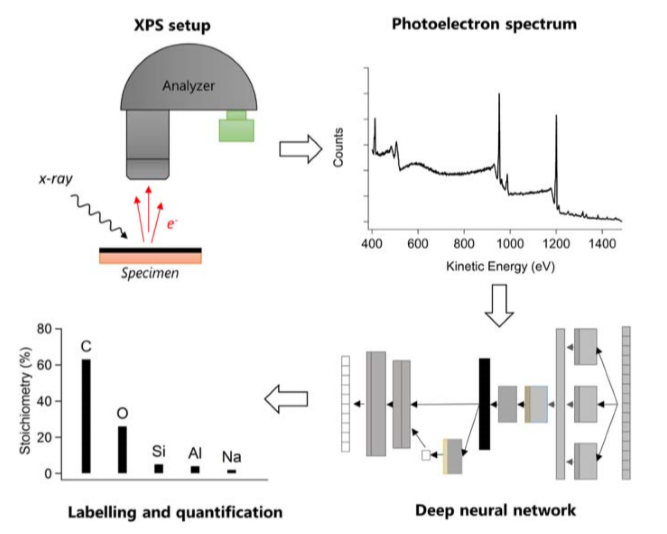 XPS setup
Photoelectron spectrum
Analyzer
x-ray
e-
Specimen
Counts
400 600 800 1000 1200 1400
Kinetic Energy (eV)
Stoichiometry (%)
80
60
40
20
0
C
O
Si
Al
Na
Labelling and quantification
Deep neural network